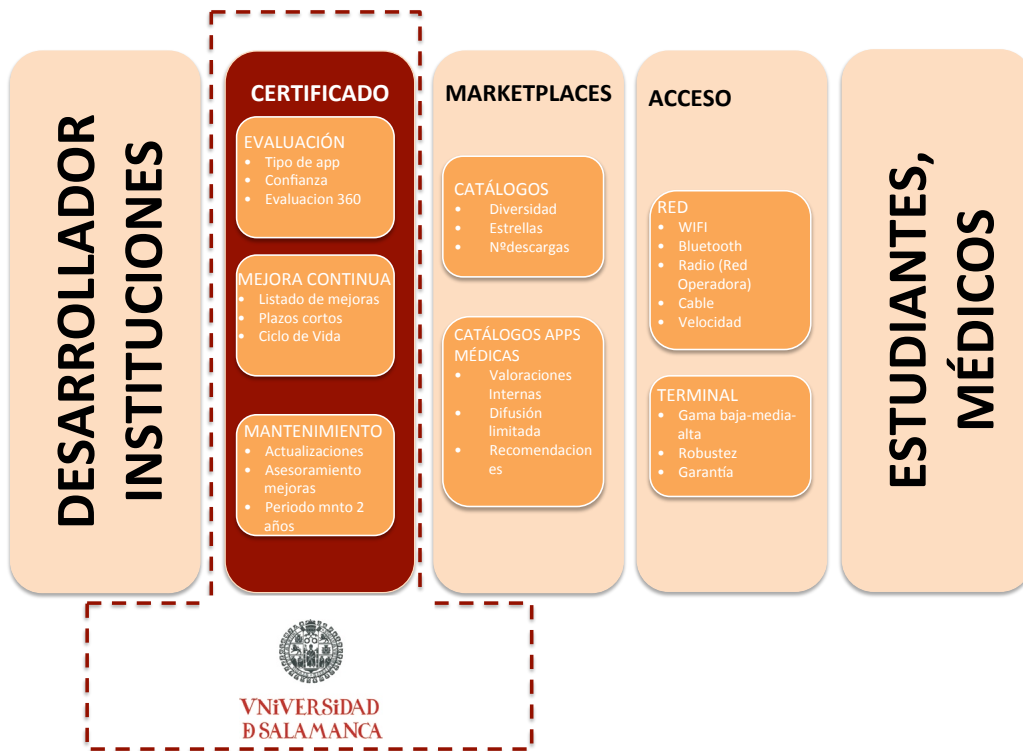 DESARROLLADOR
INSTITUCIONES
CERTIFICADO
EVALUACIÓN
• Tipo de app
• Confianza
• Evaluacion 360
MEJORA CONTINUA
• Listado de mejoras
• Plazos cortos
• Ciclo de Vida
MANTENIMIENTO
• Actualizaciones
• Asesoramiento
mejoras
• Periodo mnto 2
años
MARKETPLACES
CATÁLOGOS
• Diversidad
• Estrellas
• Nºdescargas
CATÁLOGOS APPS
MÉDICAS
• Valoraciones
Internas
• Difusión
limitada
• Recomendacion
es
ACCESO
RED
• WIFI
• Bluetooth
• Radio (Red
Operadora)
• Cable
• Velocidad
TERMINAL
• Gama baja-media-
alta
• Robustez
• Garantía
ESTUDIANTES,
MÉDICOS
VNiVERSiDAD
Ð SALAMANCA